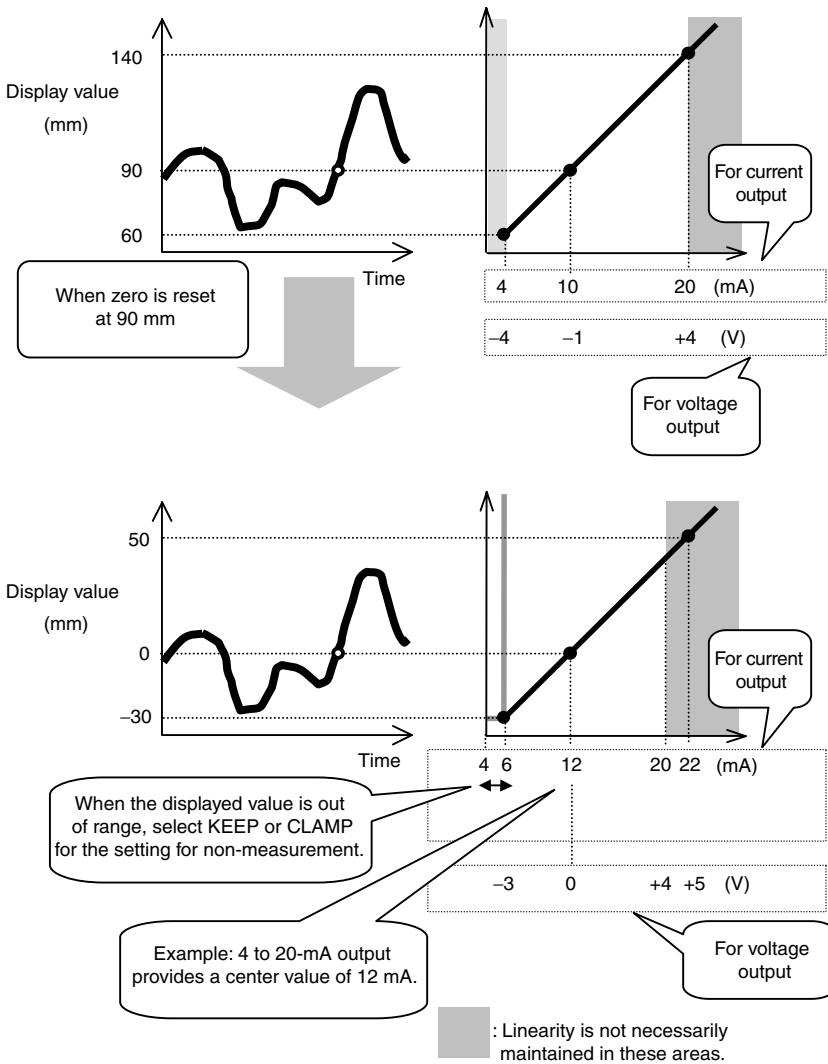 140
Display value
(mm)
90
60
Time
For current
output
4 10 20 (mA)
When zero is reset
at 90 mm
−4 −1 +4 (V)
For voltage
output
50
Display value
(mm)
0
−30
Time
For current
output
4 6 12 20 22 (mA)
When the displayed value is out
of range, select KEEP or CLAMP
for the setting for non-measurement.
−3 0 +4 +5 (V)
Example: 4 to 20-mA output
provides a center value of 12 mA.
For voltage
output
: Linearity is not necessarily
maintained in these areas.